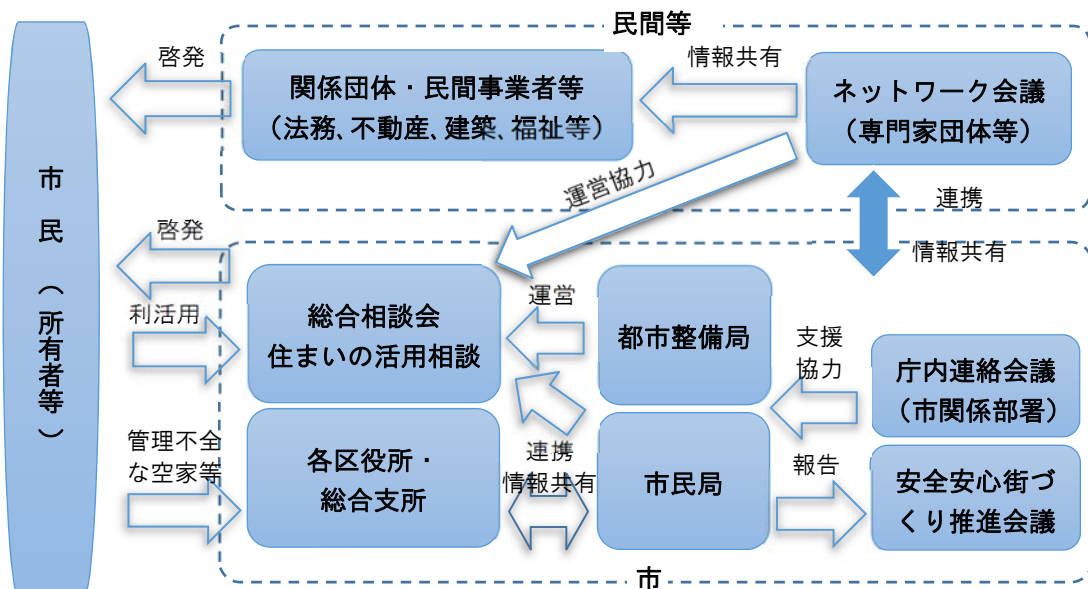 民間等
啓発
関係団体・民間事業者等
（法務、不動産、建築、福祉等）
情報共有
ネットワーク会議
（専門家団体等）
運営協力
連携
情報共有
市民（所有者等）
啓発
利活用
総合相談会
住まいの活用相談
運営
都市整備局
支援
協力
庁内連絡会議
（市関係部署）
管理不全
な空家等
各区役所・
総合支所
連携
情報共有
市民局
報告
安全安心街づ
くり推進会議
市